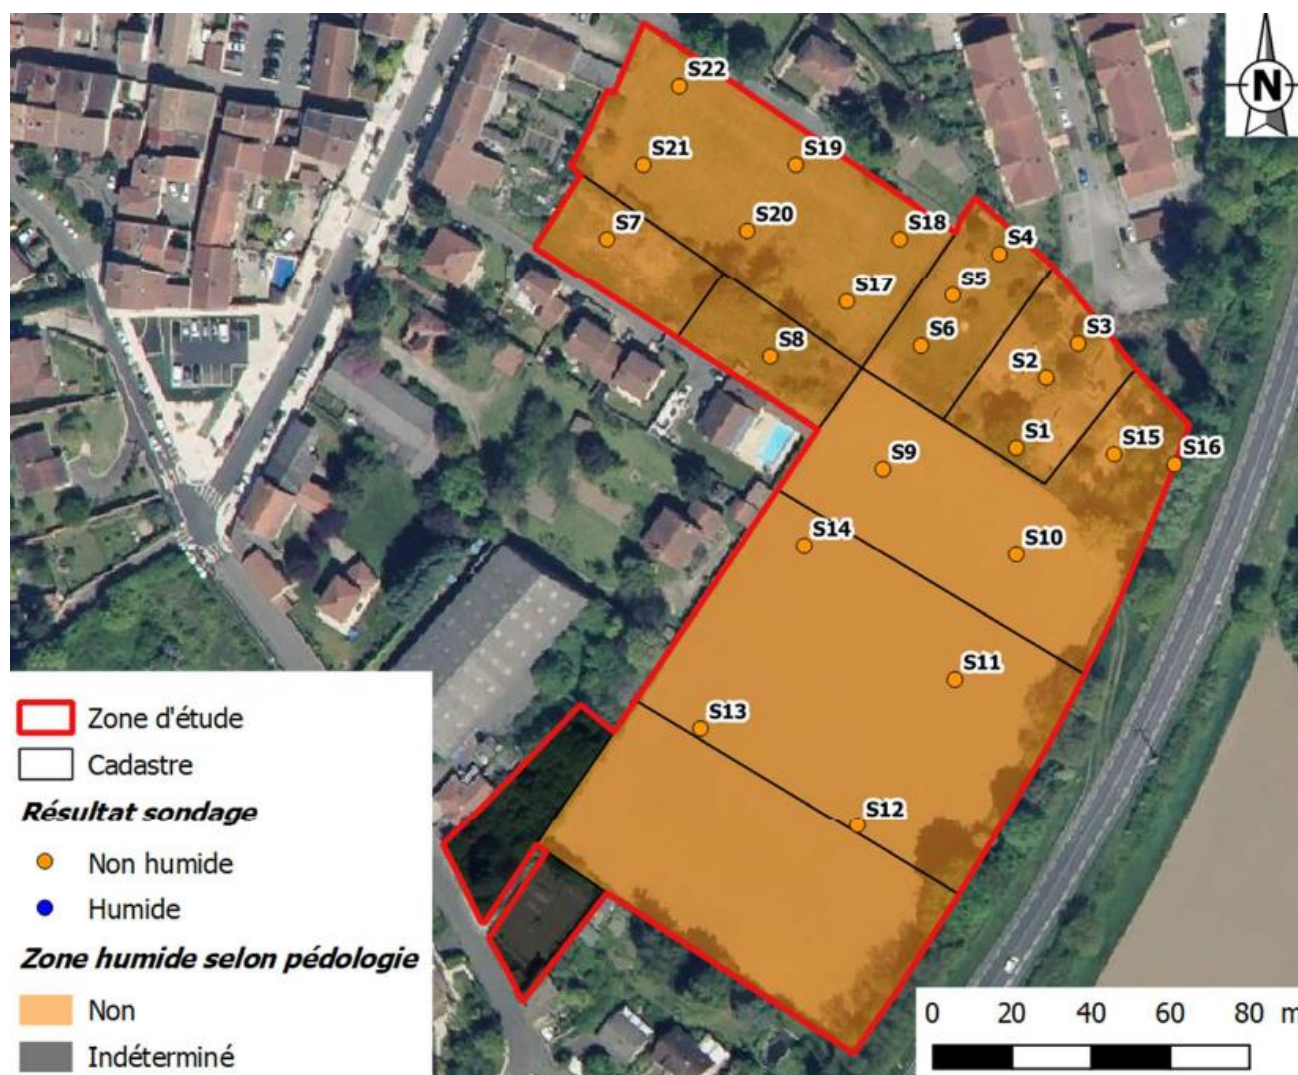 N
S22
S21
S19
S7
S20
S18
S4
S5
S17
S6
S3
S8
S2
S1
S15
S16
S9
S14
S10
S11
S13
S12
Zone d'étude
Cadastre
Résultat sondage
Non humide
Humide
Zone humide selon pédologie
Non
Indéterminé
0 20 40 60 80 m